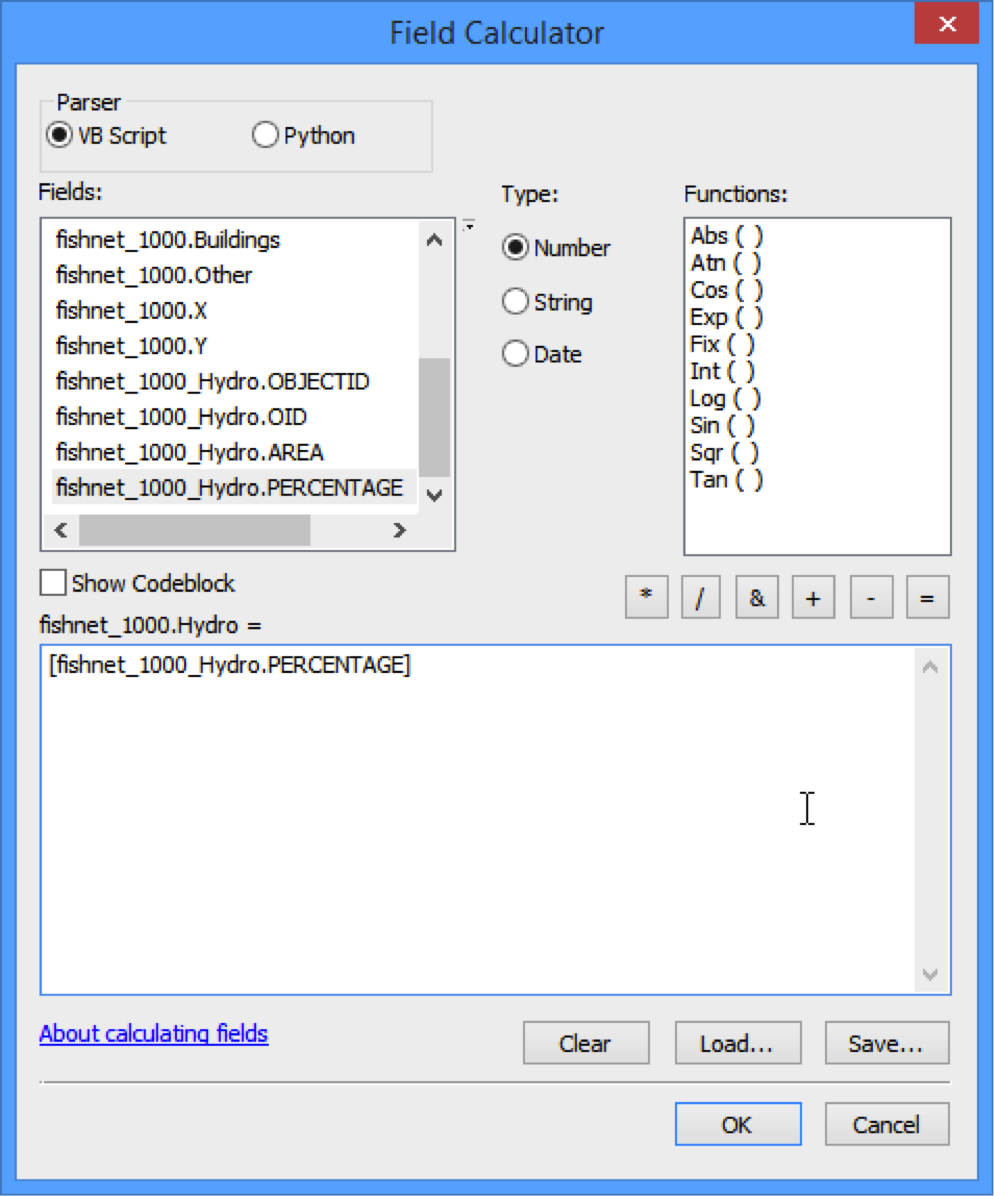 Field Calculator
Parser
VB Script
Python
Fields:
Type:
Functions:
fishnet_1000.Buildings
fishnet_1000.Other
fishnet_1000.X
fishnet_1000.Y
fishnet_1000_Hydro.OBJECTID
fishnet_1000_Hydro.OID
fishnet_1000_Hydro.AREA
fishnet_1000_Hydro.PERCENTAGE
Number
String
Date
Abs ( )
Atn ( )
Cos ( )
Exp ( )
Fix ( )
Int ( )
Log ( )
Sin ( )
Sqr ( )
Tan ( )
Show Codeblock
* / & + - =
fishnet_1000.Hydro =
[fishnet_1000_Hydro.PERCENTAGE]
About calculating fields
Clear
Load...
Save...
OK
Cancel